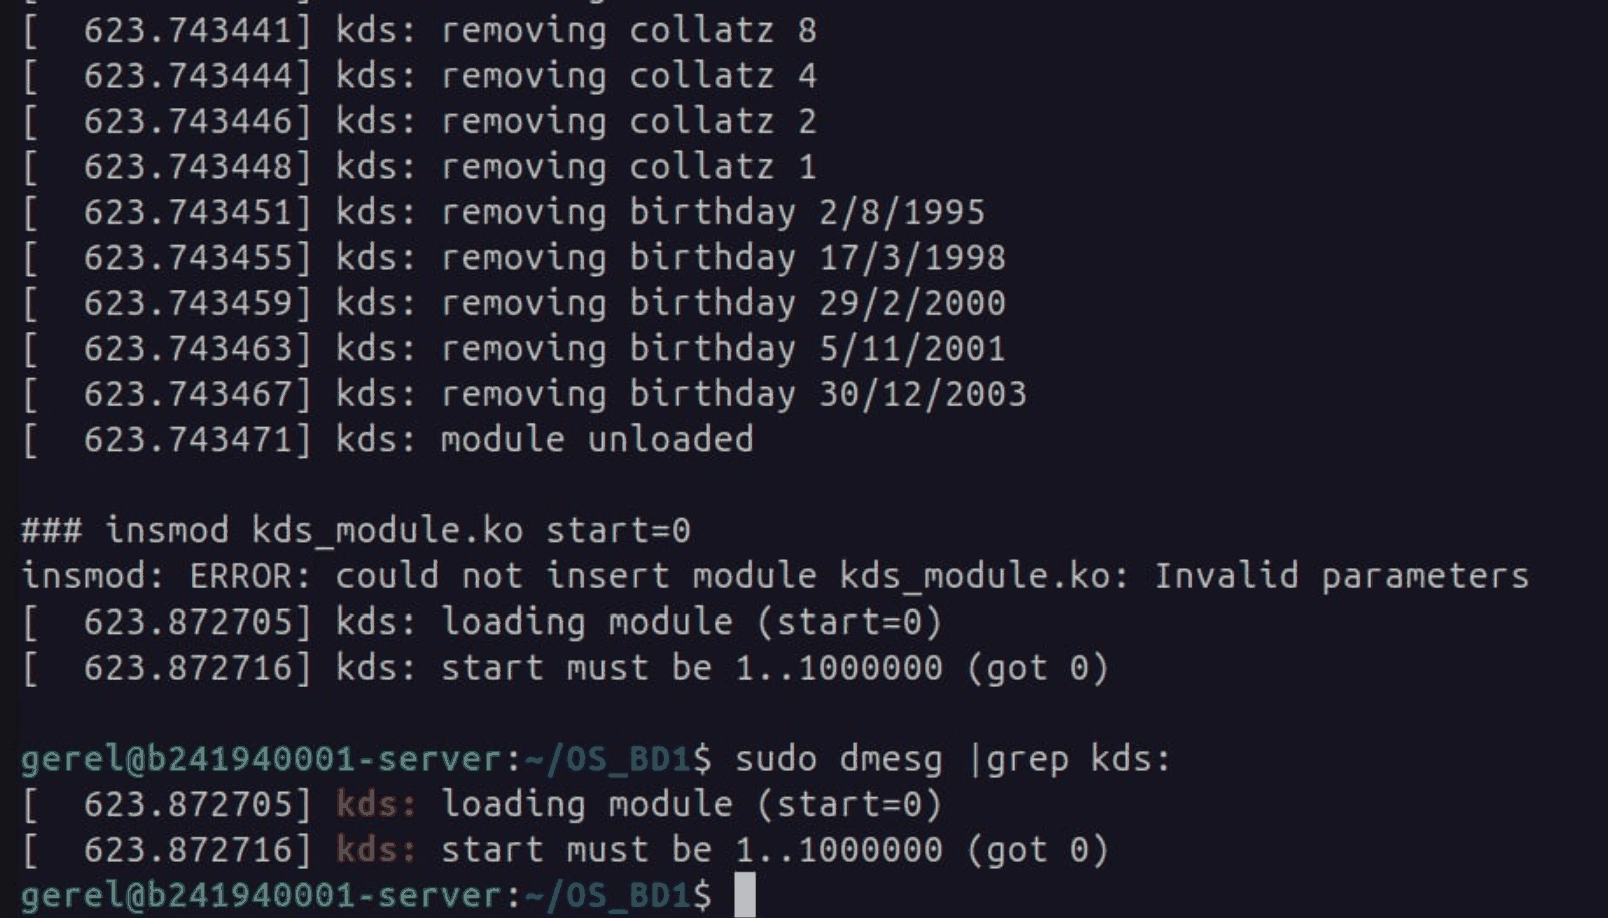 [  623.743441] kds: removing collatz 8
[  623.743444] kds: removing collatz 4
[  623.743446] kds: removing collatz 2
[  623.743448] kds: removing collatz 1
[  623.743451] kds: removing birthday 2/8/1995
[  623.743455] kds: removing birthday 17/3/1998
[  623.743459] kds: removing birthday 29/2/2000
[  623.743463] kds: removing birthday 5/11/2001
[  623.743467] kds: removing birthday 30/12/2003
[  623.743471] kds: module unloaded
### insmod kds_module.ko start=0
insmod: ERROR: could not insert module kds_module.ko: Invalid parameters
[  623.872705] kds: loading module (start=0)
[  623.872716] kds: start must be 1..1000000 (got 0)
gerel@b241940001-server:~/OS_BD1$ sudo dmesg |grep kds:
[  623.872705] kds: loading module (start=0)
[  623.872716] kds: start must be 1..1000000 (got 0)
gerel@b241940001-server:~/OS_BD1$